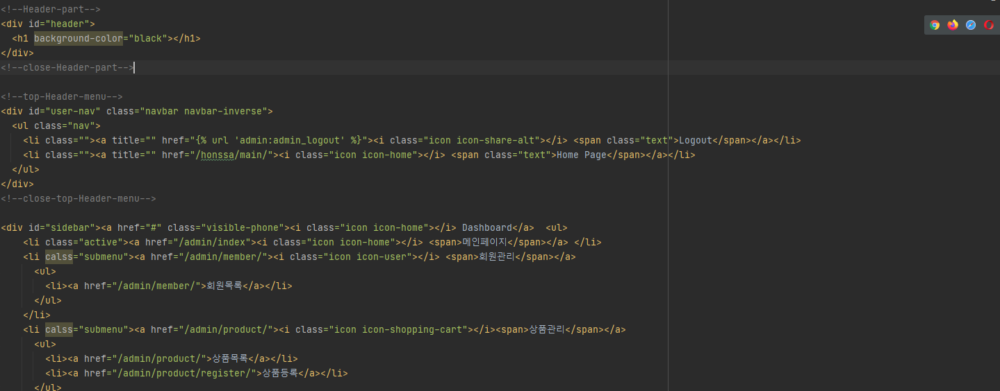 <!--Header-part-->
<div id="header">
  <h1 background-color="black"></h1>
</div>
<!--close-Header-part-->
<!--top-Header-menu-->
<div id="user-nav" class="navbar navbar-inverse">
  <ul class="nav">
    <li class=""><a title="" href="{% url 'admin:admin_logout' %}"><i class="icon icon-share-alt"></i> <span class="text">Logout</span></a></li>
    <li class=""><a title="" href="/honssa/main/"><i class="icon icon-home"></i> <span class="text">Home Page</span></a></li>
  </ul>
</div>
<!--close-top-Header-menu-->
<div id="sidebar"><a href="#" class="visible-phone"><i class="icon icon-home"></i> Dashboard</a>  <ul>
    <li class="active"><a href="/admin/index"><i class="icon icon-home"></i> <span>메인페이지</span></a> </li>
    <li calss="submenu"><a href="/admin/member/"><i class="icon icon-user"></i> <span>회원관리</span></a>
      <ul>
        <li><a href="/admin/member/">회원목록</a></li>
      </ul>
    </li>
    <li calss="submenu"><a href="/admin/product/"><i class="icon icon-shopping-cart"></i><span>상품관리</span></a>
      <ul>
        <li><a href="/admin/product/">상품목록</a></li>
        <li><a href="/admin/product/register/">상품등록</a></li>
      </ul>